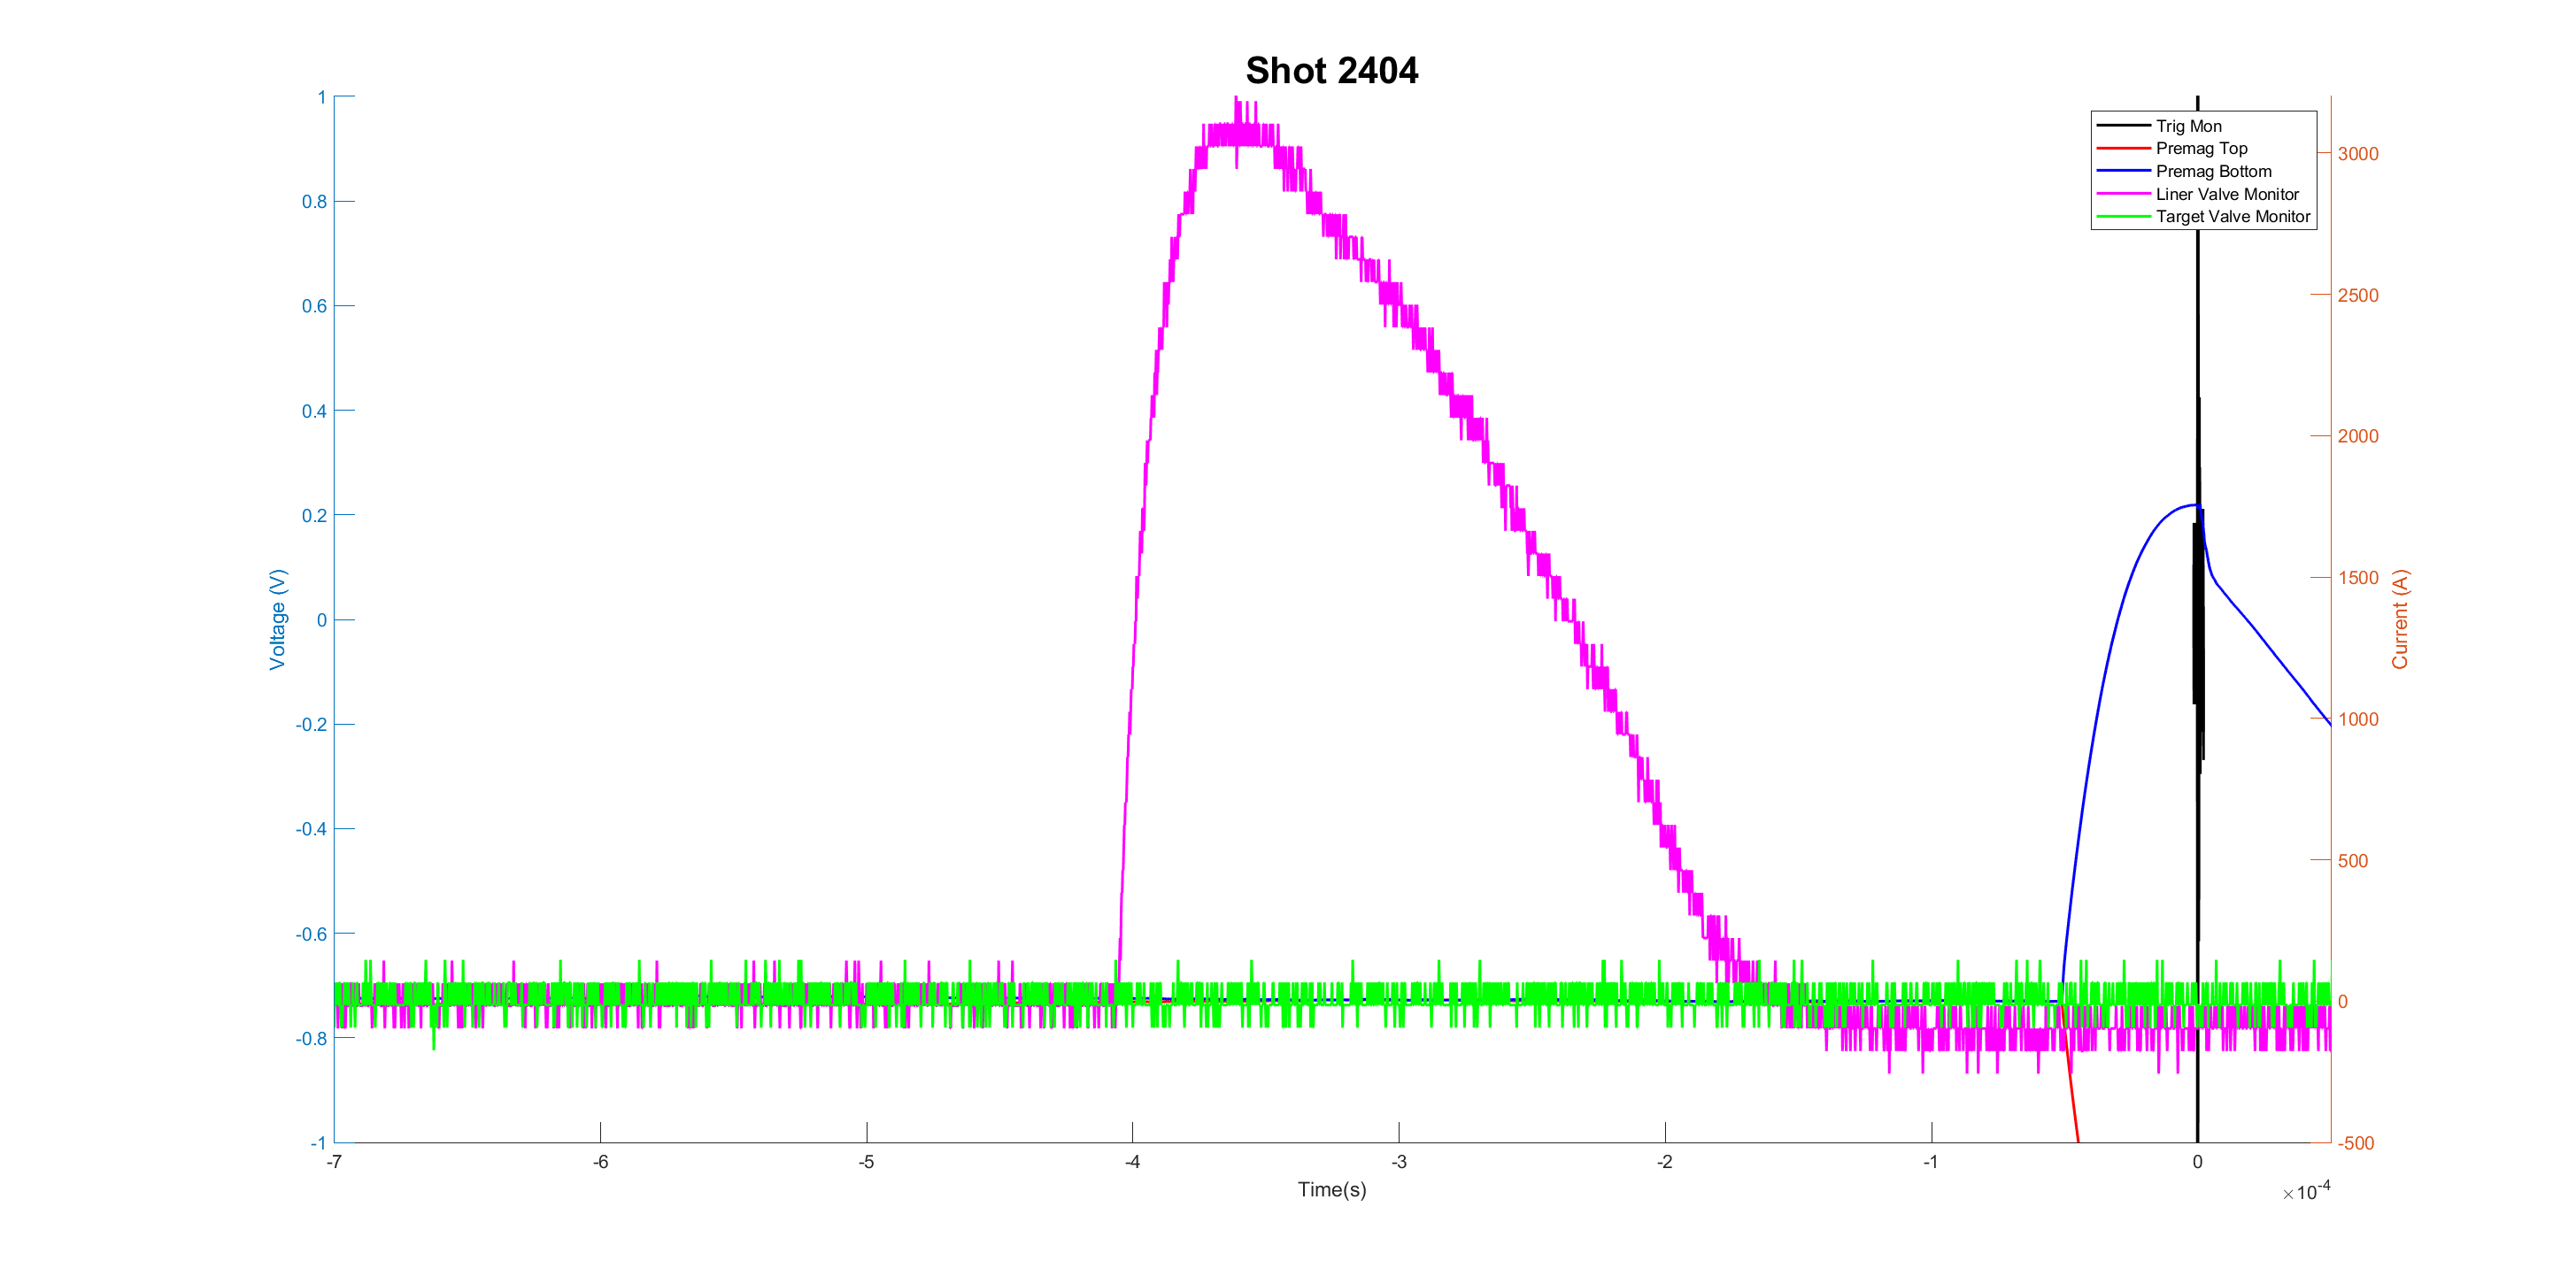 Shot 2404
Trig Mon
Premag Top
Premag Bottom
Liner Valve Monitor
Target Valve Monitor
Voltage (V)
1
0.8
0.6
0.4
0.2
0
-0.2
-0.4
-0.6
-0.8
-1
Current (A)
3000
2500
2000
1500
1000
500
0
-500
-7 -6 -5 -4 -3 -2 -1 0
Time(s)
×10-4